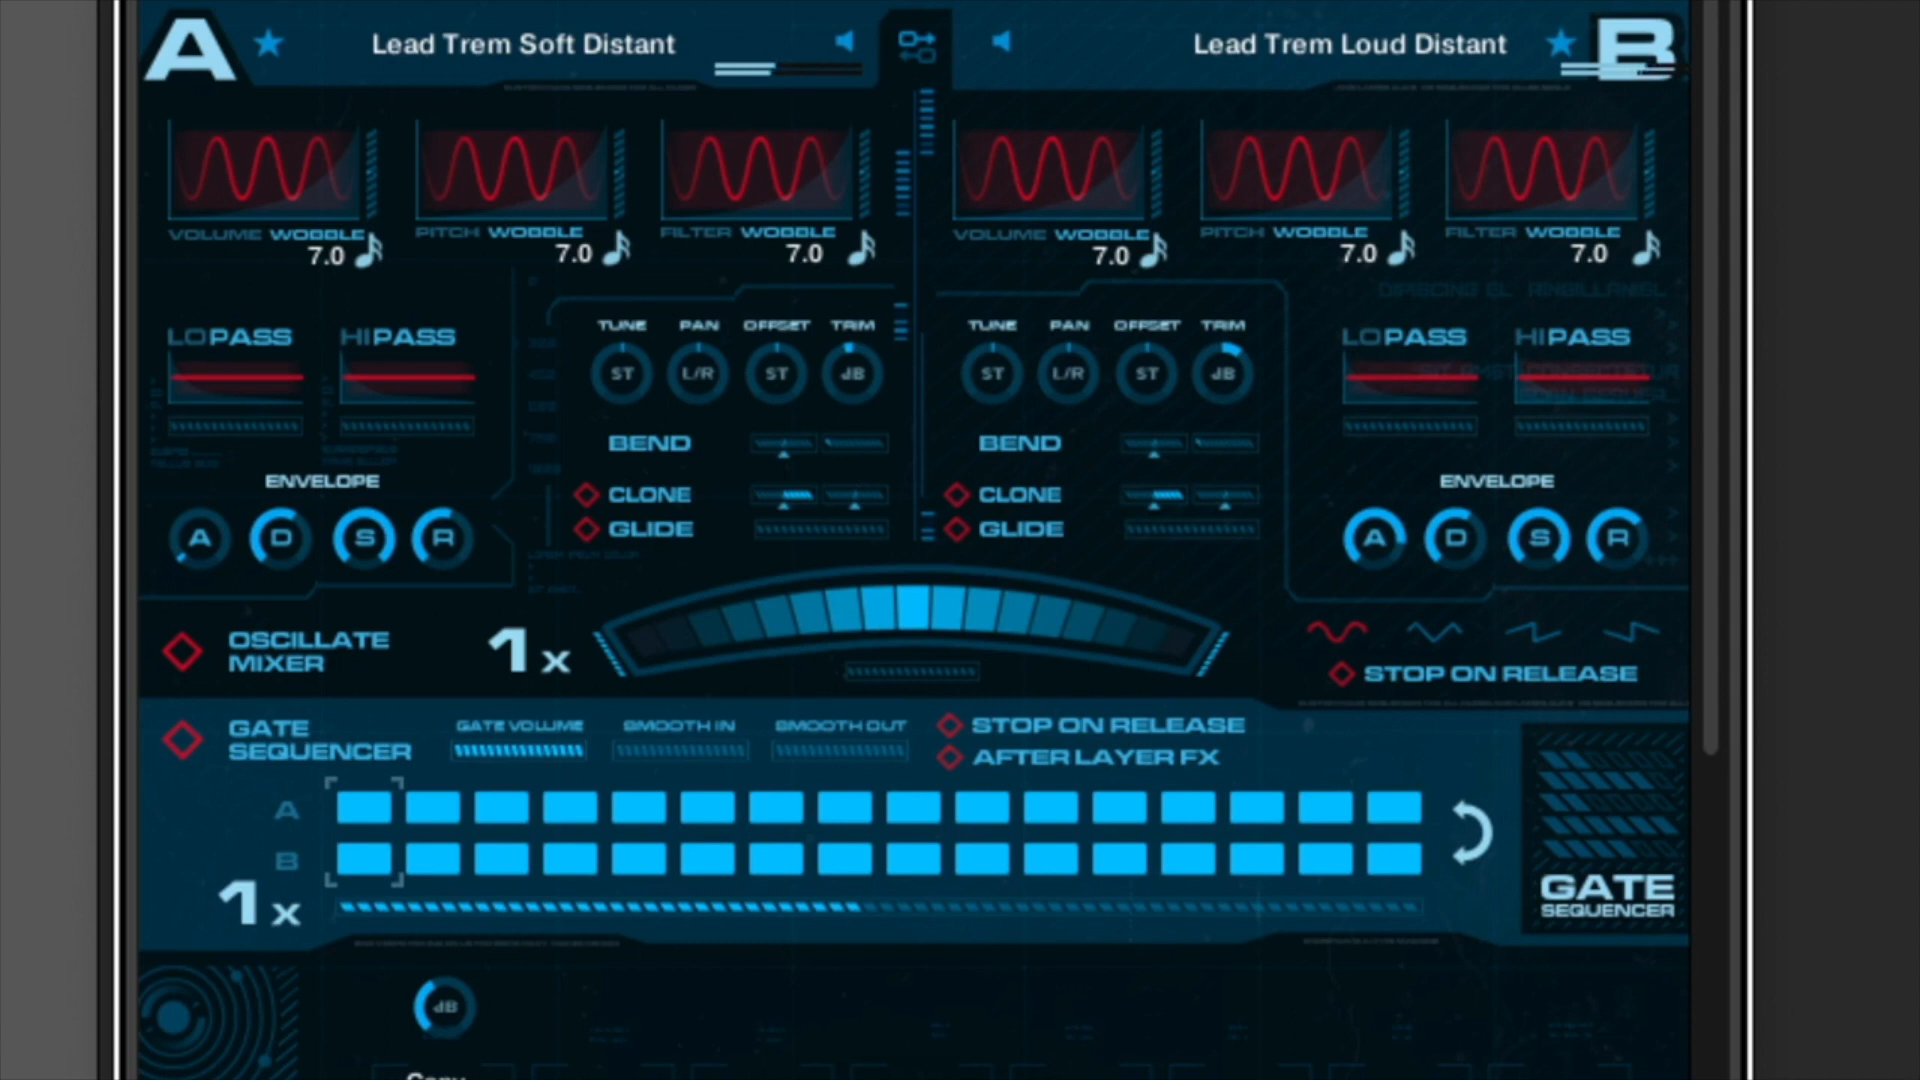 A
Lead Trem Soft Distant
Lead Trem Loud Distant
B
VOLUME WOBBLE
7.0
PITCH WOBBLE
7.0
FILTER WOBBLE
7.0
VOLUME WOBBLE
7.0
PITCH WOBBLE
7.0
FILTER WOBBLE
7.0
LOPASS
HIPASS
TUNE PAN OFFSET TRIM
ST L/R ST dB
TUNE PAN OFFSET TRIM
ST L/R ST dB
LOPASS
HIPASS
BEND
CLONE
GLIDE
BEND
CLONE
GLIDE
ENVELOPE
A D S R
ENVELOPE
A D S R
OSCILLATE
MIXER
1x
STOP ON RELEASE
GATE
SEQUENCER
GATE VOLUME
SMOOTH IN
SMOOTH OUT
STOP ON RELEASE
AFTER LAYER FX
A
B
1x
GATE
SEQUENCER
dB